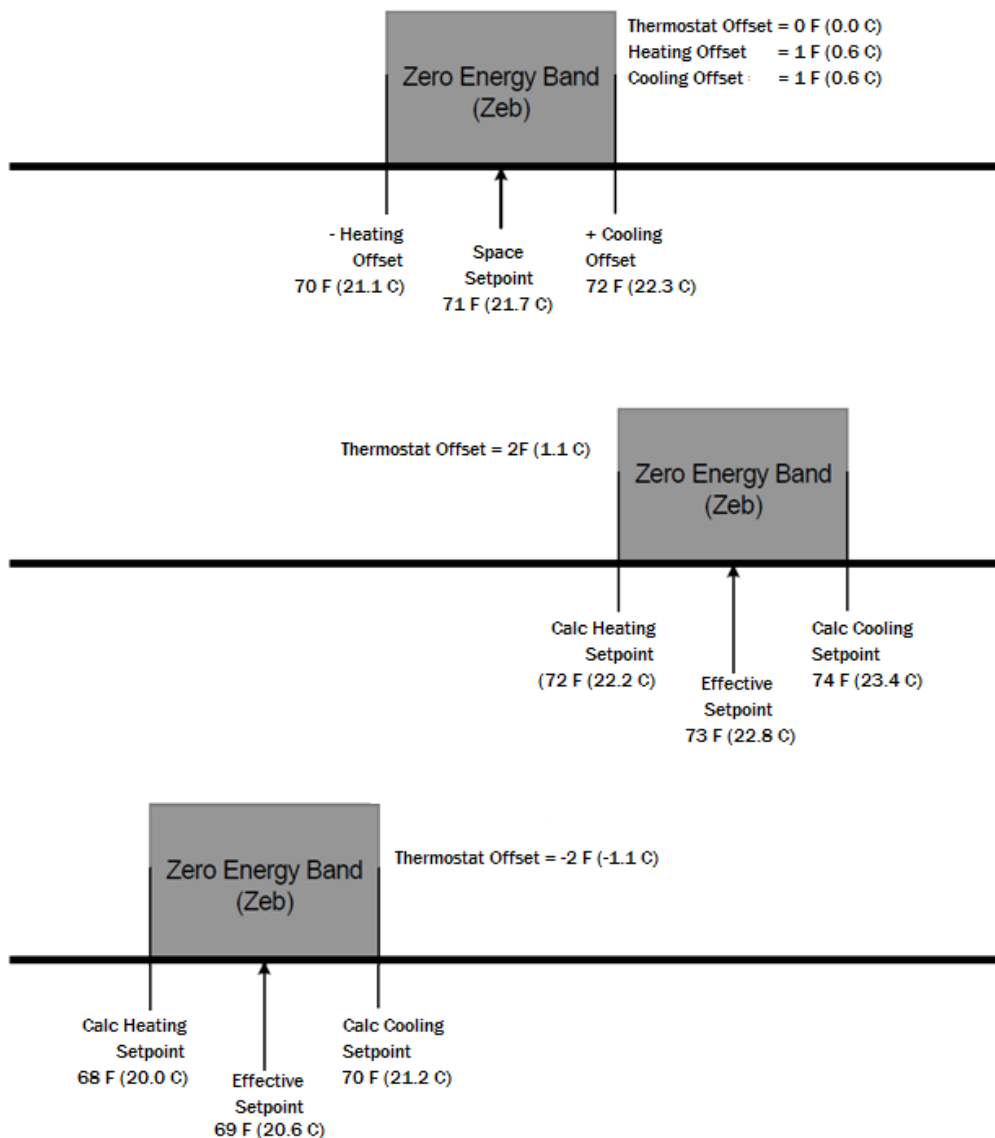 Thermostat Offset = 0 F (0.0 C)
Heating Offset = 1 F (0.6 C)
Cooling Offset = 1 F (0.6 C)
Zero Energy Band
(Zeb)
- Heating
Offset
70 F (21.1 C)
Space
Setpoint
71 F (21.7 C)
+ Cooling
Offset
72 F (22.3 C)
Thermostat Offset = 2F (1.1 C)
Zero Energy Band
(Zeb)
Calc Heating
Setpoint
(72 F (22.2 C)
Effective
Setpoint
73 F (22.8 C)
Calc Cooling
Setpoint
74 F (23.4 C)
Zero Energy Band
(Zeb)
Thermostat Offset = -2 F (-1.1 C)
Calc Heating
Setpoint
68 F (20.0 C)
Effective
Setpoint
69 F (20.6 C)
Calc Cooling
Setpoint
70 F (21.2 C)